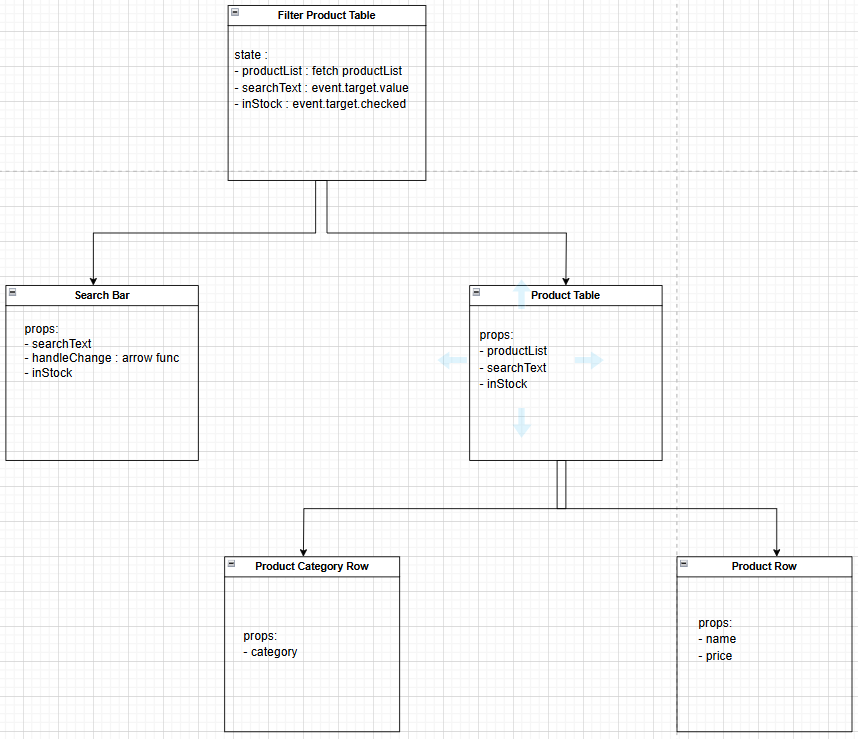 Filter Product Table
state :
- productList : fetch productList
- searchText : event.target.value
- inStock : event.target.checked
Search Bar
props:
- searchText
- handleChange : arrow func
- inStock
Product Table
props:
- productList
- searchText
- inStock
Product Category Row
props:
- category
Product Row
props:
- name
- price